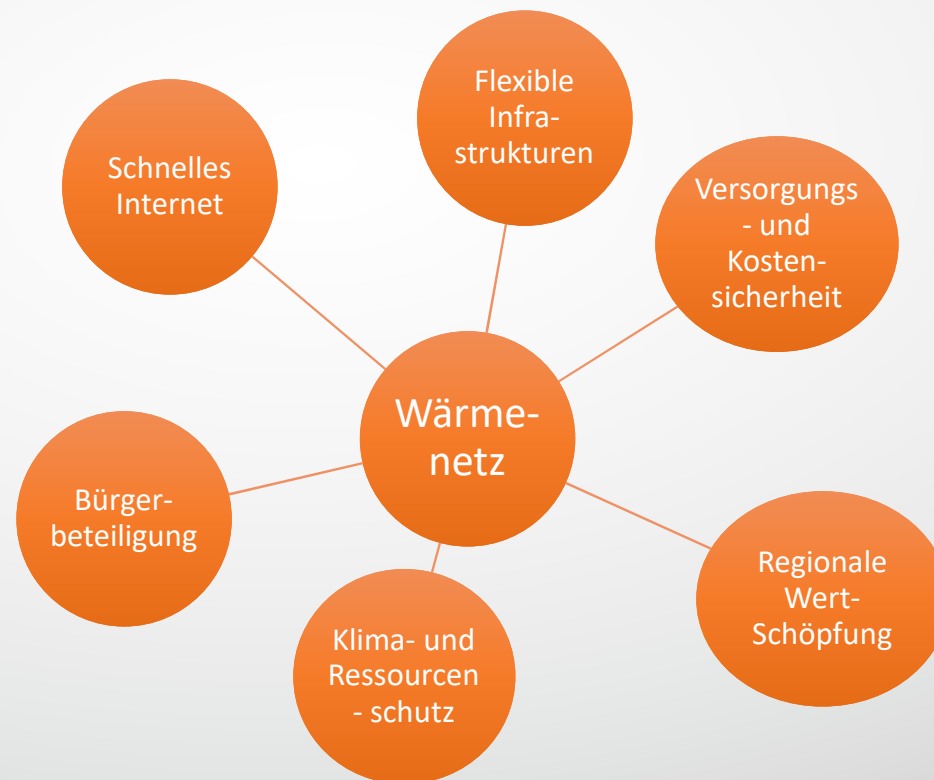 Flexible
Infra-
strukturen
Schnelles
Internet
Versorgungs
- und
Kosten-
sicherheit
Wärme-
netz
Bürger-
beteiligung
Regionale
Wert-
Schöpfung
Klima- und
Ressourcen
- schutz